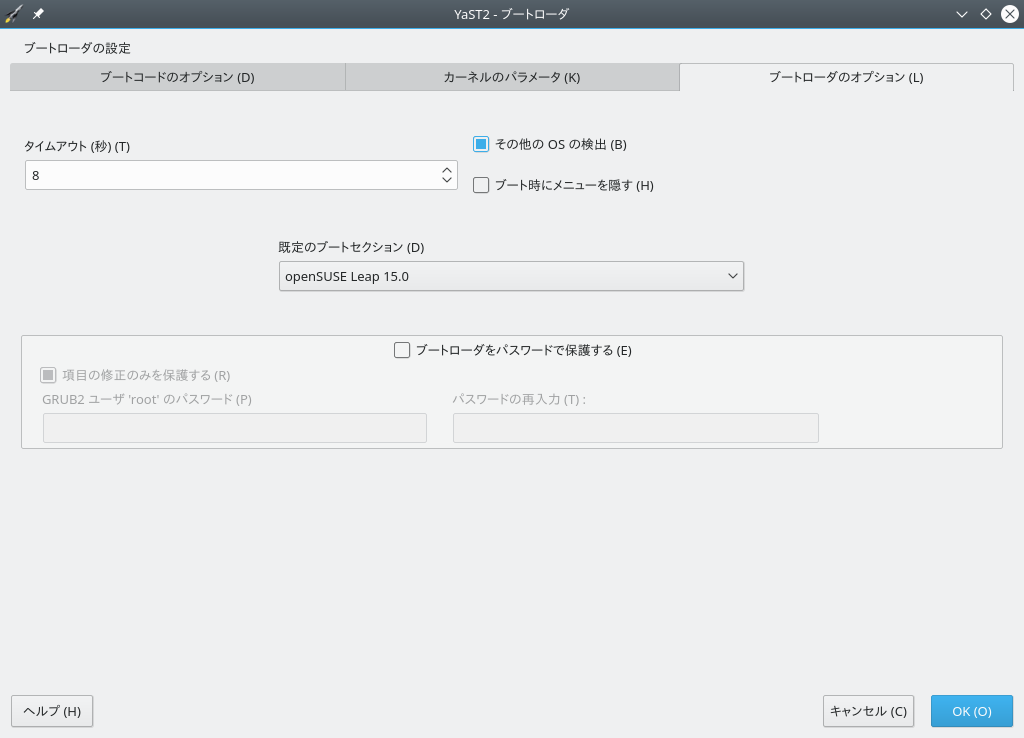 YaST2 - ブートローダ
ブートローダの設定
ブートコードのオプション (D)
カーネルのパラメータ (K)
ブートローダのオプション (L)
タイムアウト (秒) (T)
8
その他の OS の検出 (B)
ブート時にメニューを隠す (H)
既定のブートセクション (D)
openSUSE Leap 15.0
ブートローダをパスワードで保護する (E)
項目の修正のみを保護する (R)
GRUB2 ユーザ 'root' のパスワード (P)
パスワードの再入力 (T) :
ヘルプ (H)
キャンセル (C)
OK (O)